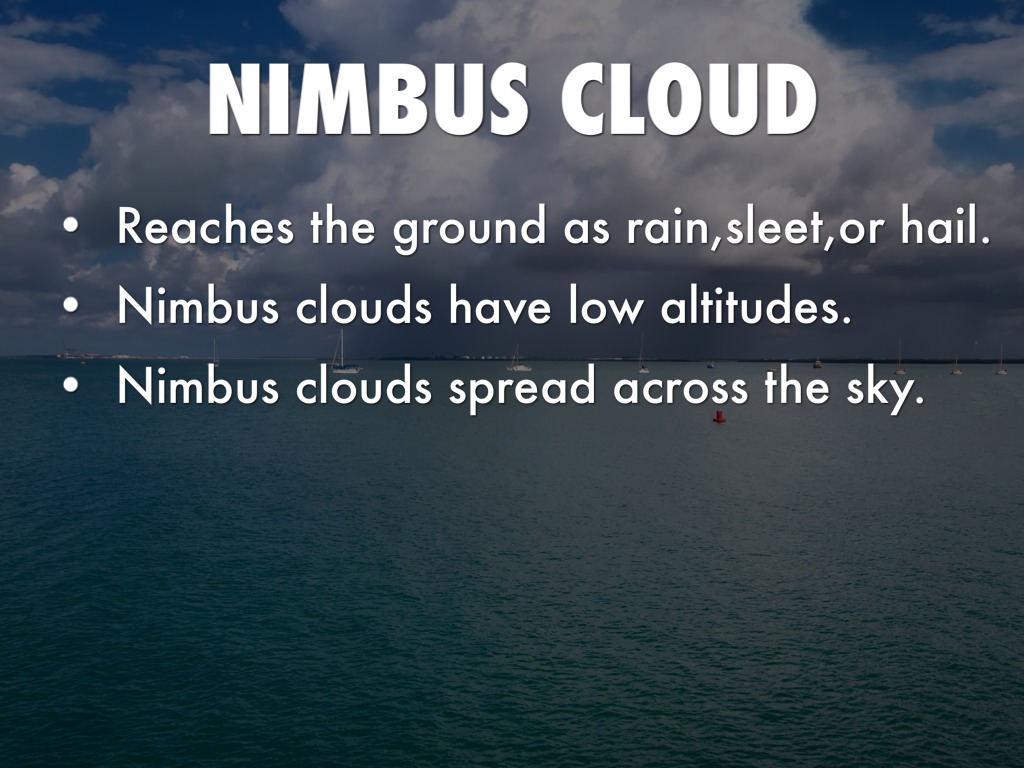 NIMBUS CLOUD
• Reaches the ground as rain,sleet,or hail.
• Nimbus clouds have low altitudes.
• Nimbus clouds spread across the sky.